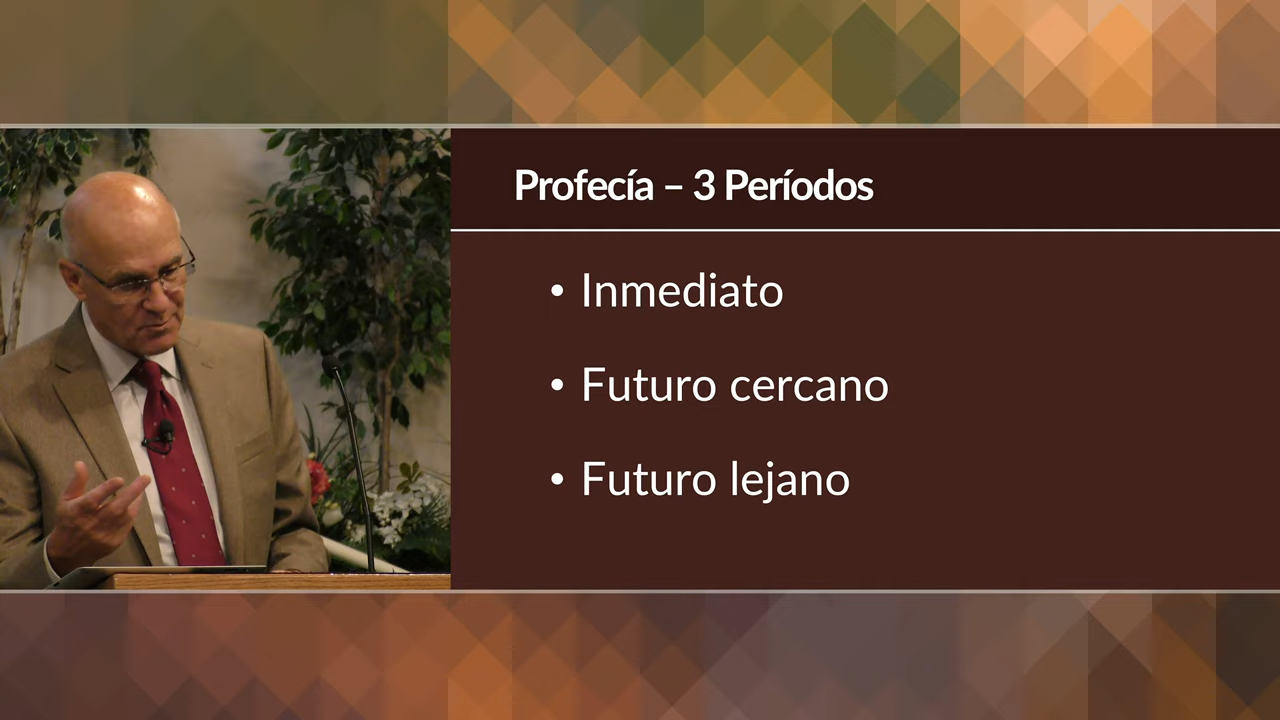 Profecía – 3 Períodos
• Inmediato
• Futuro cercano
• Futuro lejano